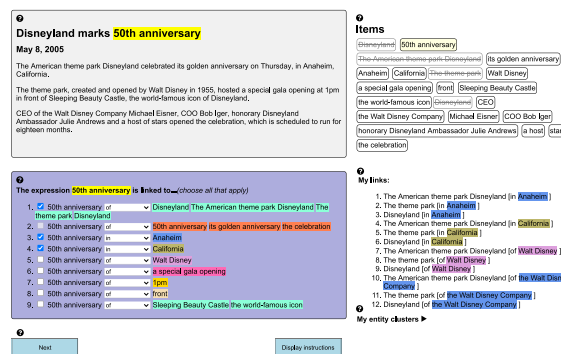 Disneyland marks 50th anniversary
May 8, 2005
The American theme park Disneyland celebrated its golden anniversary on Thursday, in Anaheim,
California.
The theme park, created and opened by Walt Disney in 1955, hosted a special gala opening at 1pm
in front of Sleeping Beauty Castle, the world-famous icon of Disneyland.
CEO of the Walt Disney Company Michael Eisner, COO Bob Iger, honorary Disneyland
Ambassador Julie Andrews and a host of stars opened the celebration, which is scheduled to run for
eighteen months.
Items
Disneyland 50th anniversary
The American theme park Disneyland its golden anniversary
Anaheim California The theme park Walt Disney
a special gala opening front Sleeping Beauty Castle
the world-famous icon Disneyland CEO
the Walt Disney Company Michael Eisner COO Bob Iger
honorary Disneyland Ambassador Julie Andrews a host star
the celebration
The expression 50th anniversary is linked to (choose all that apply)
1. 50th anniversary of Disneyland The American theme park Disneyland The
theme park Disneyland
2. 50th anniversary of 50th anniversary its golden anniversary the celebration
3. 50th anniversary in Anaheim
4. 50th anniversary of California
5. 50th anniversary of Walt Disney
6. 50th anniversary of a special gala opening
7. 50th anniversary of 1pm
8. 50th anniversary of front
9. 50th anniversary of Sleeping Beauty Castle the world-famous icon
My links:
1. The American theme park Disneyland [in Anaheim ]
2. The theme park [in Anaheim ]
3. Disneyland [in Anaheim ]
4. The American theme park Disneyland [in California ]
5. The theme park [in California ]
6. Disneyland [in California ]
7. The American theme park Disneyland [of Walt Disney ]
8. The theme park [of Walt Disney ]
9. Disneyland [of Walt Disney ]
10. The American theme park Disneyland [of the Walt Disn
Company ]
11. The theme park [of the Walt Disney Company ]
12. Disneyland [of the Walt Disney Company ]
My entity clusters ▶
Next
Display instructions